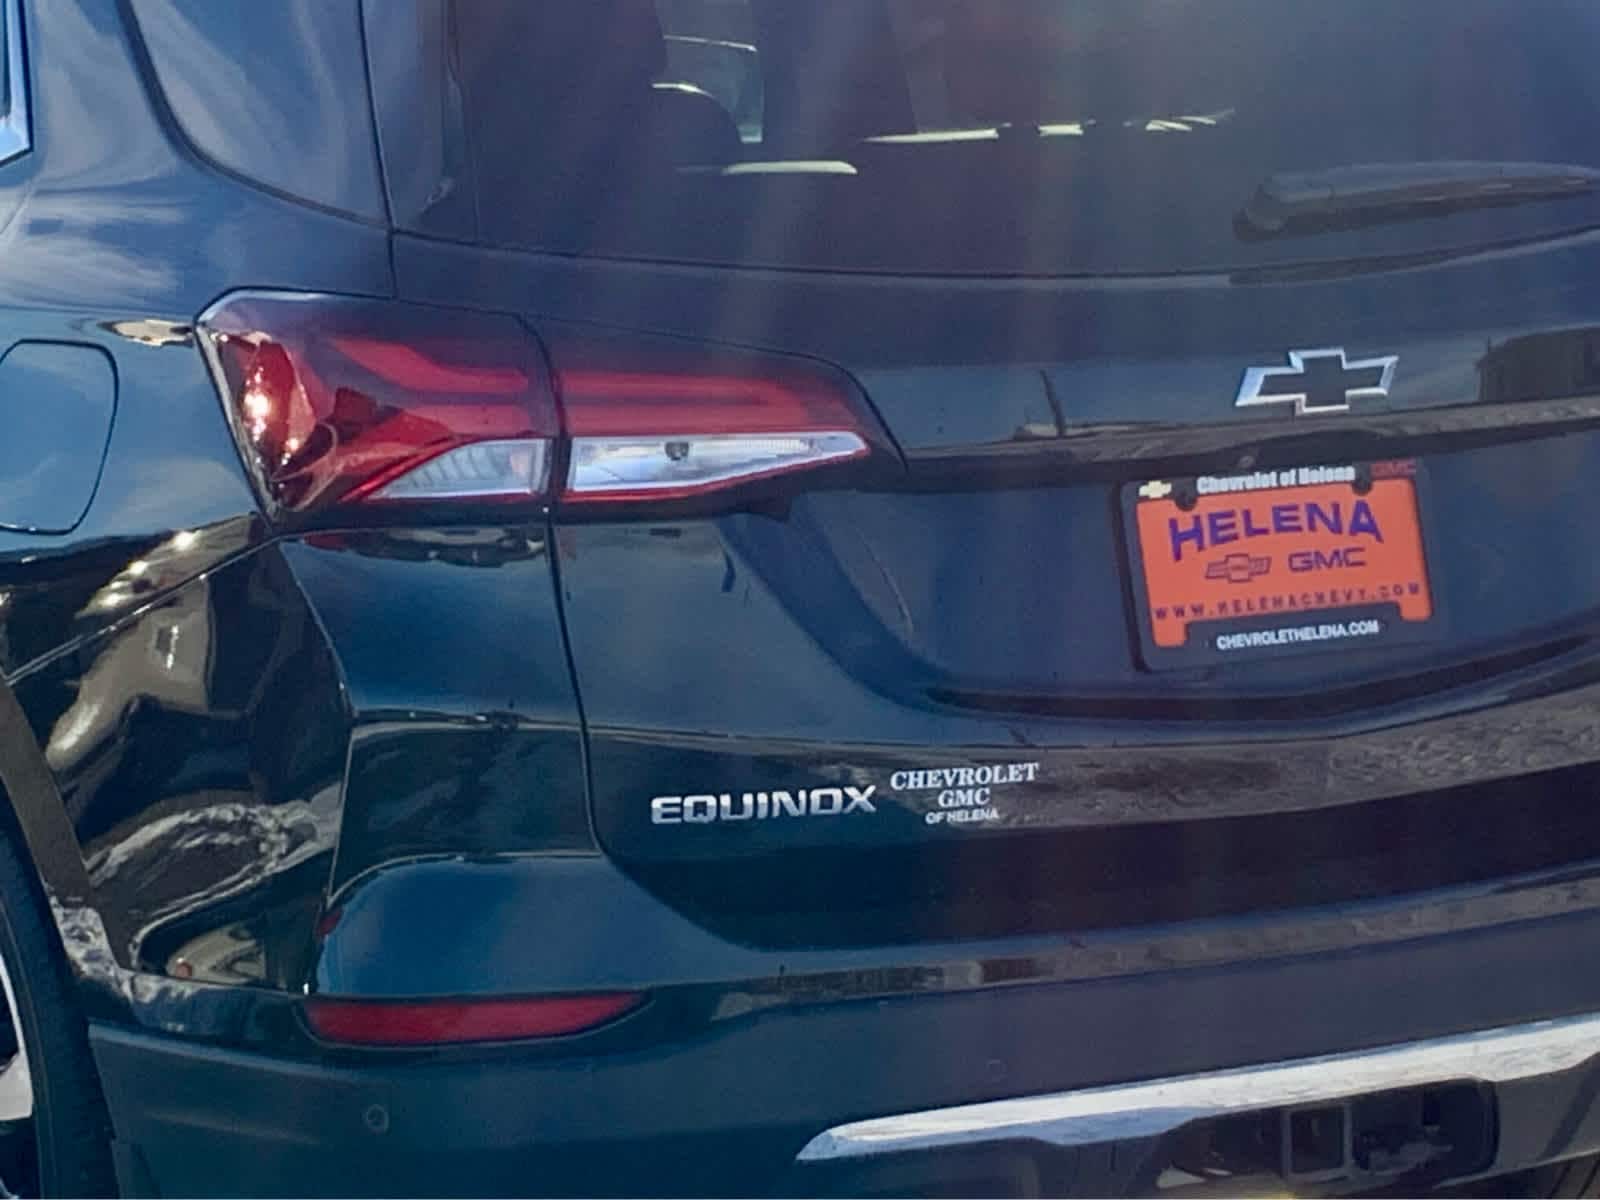 Chevrolet of Helena GMC
HELENA
GMC
WWW.HELENACHEVY.COM
CHEVROLETHELENA.COM
EQUINOX
CHEVROLET
GMC
OF HELENA